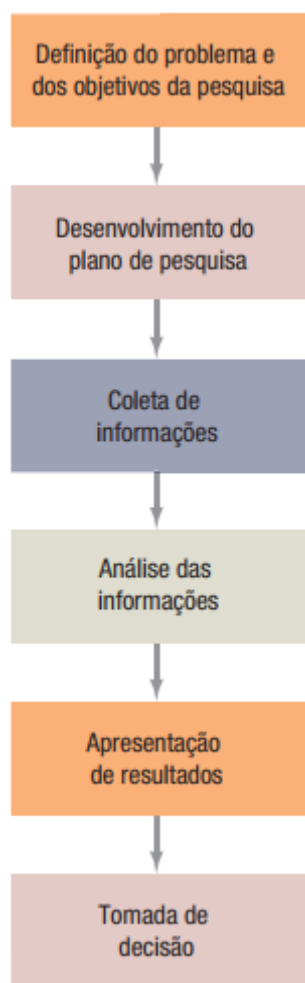 Definição do problema e
dos objetivos da pesquisa
Desenvolvimento do
plano de pesquisa
Coleta de
informações
Análise das
informações
Apresentação
de resultados
Tomada de
decisão